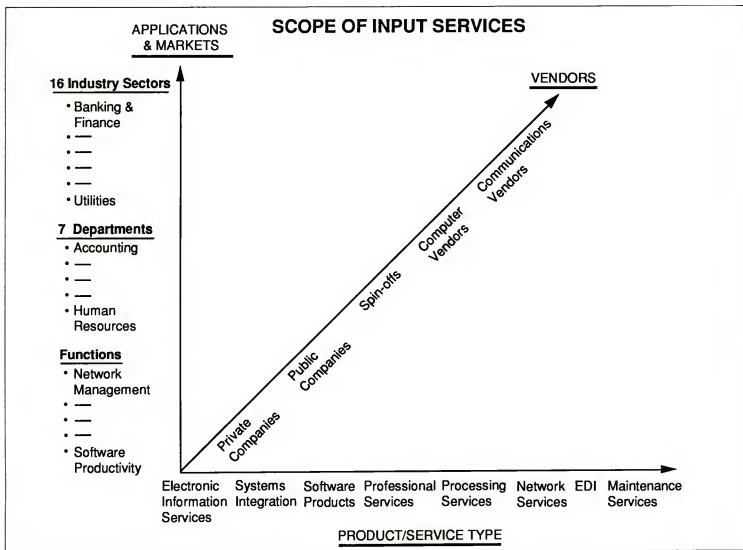 SCOPE OF INPUT SERVICES
APPLICATIONS
& MARKETS
16 Industry Sectors
• Banking &
Finance
• —
• —
• —
• —
• Utilities
7 Departments
• Accounting
• —
• —
• —
• Human
Resources
Functions
• Network
Management
• —
• —
• —
• Software
Productivity
VENDORS
Private
Companies
Public
Companies
Spin-offs
Computer
Vendors
Communications
Vendors
Electronic
Information
Services
Systems
Integration
Software
Products
Professional
Services
Processing
Services
Network
Services
EDI
Maintenance
Services
PRODUCT/SERVICE TYPE